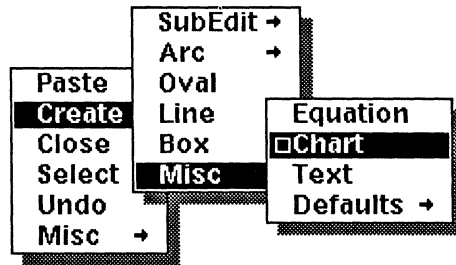 Paste
Create
Close
Select
Undo
Misc →
SubEdit →
Arc →
Oval
Line
Box
Misc
Equation
Chart
Text
Defaults →